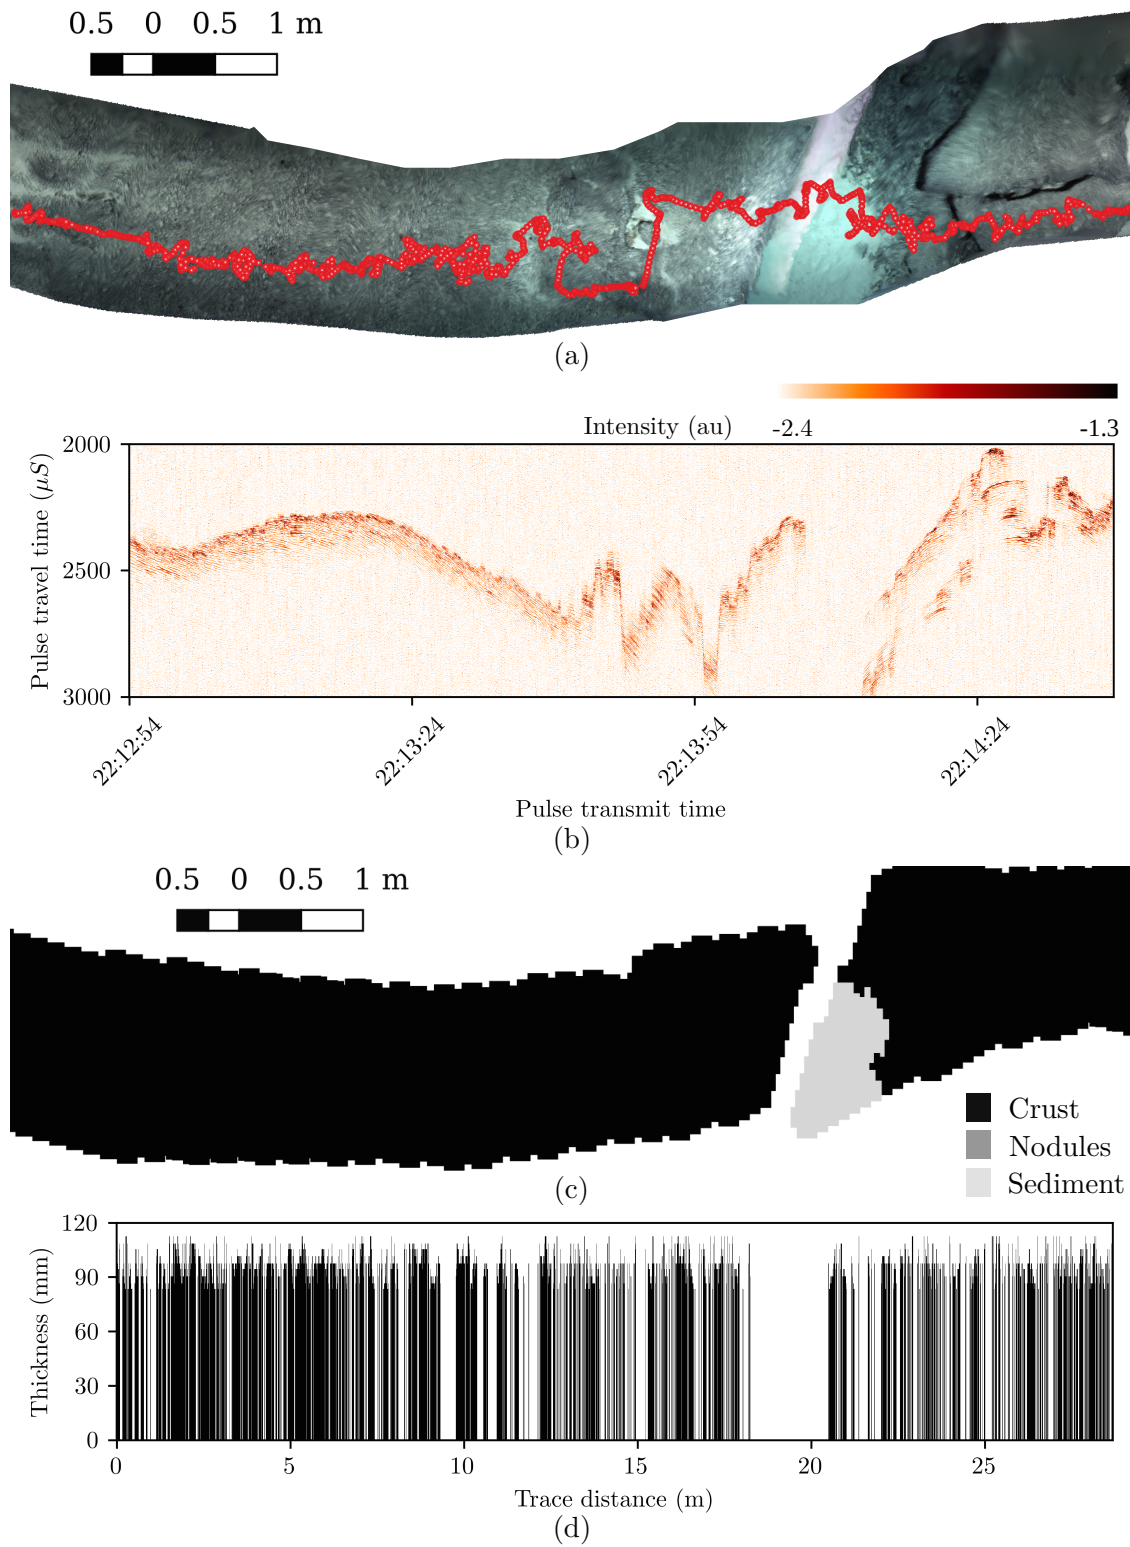 0.5 0 0.5 1 m
(a)
Intensity (au) -2.4 -1.3
Pulse travel time (μS)
2000
2500
3000
22:12:54 22:13:24 22:13:54 22:14:24
Pulse transmit time
(b)
0.5 0 0.5 1 m
Crust
Nodules
Sediment
(c)
Thickness (mm)
120
90
60
30
0
0 5 10 15 20 25
Trace distance (m)
(d)